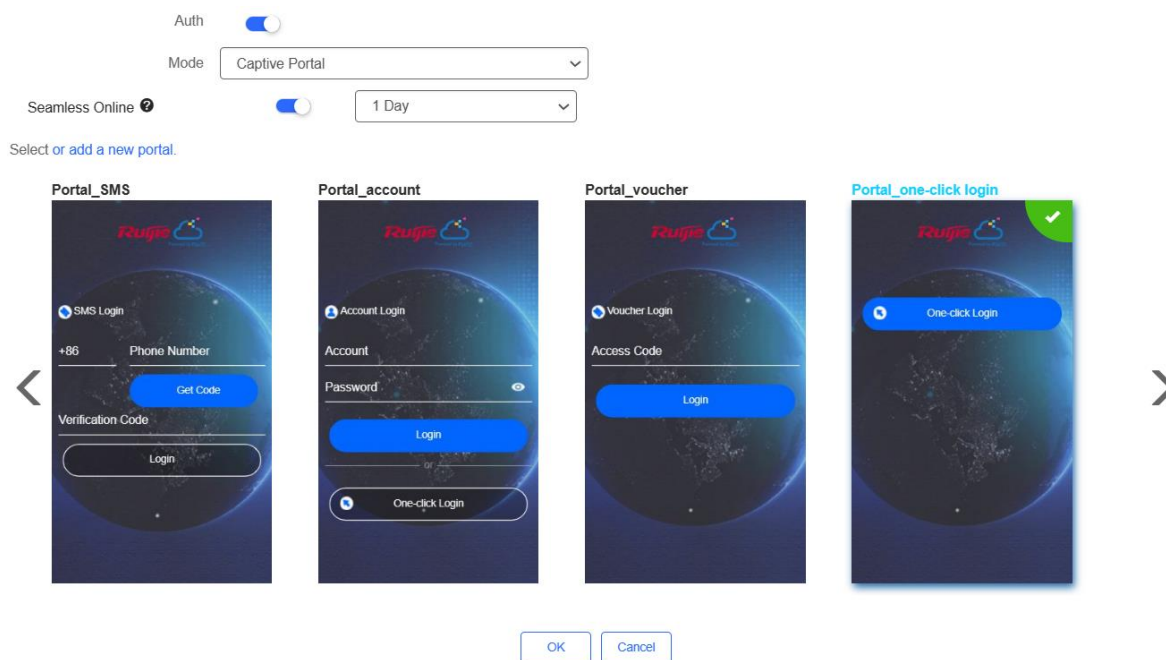 Auth
Mode Captive Portal
Seamless Online ? 1 Day
Select or add a new portal.
Portal_SMS
Ruijie
SMS Login
+86 Phone Number
Get Code
Verification Code
Login
Portal_account
Ruijie
Account Login
Account
Password
Login
or
One-click Login
Portal_voucher
Ruijie
Voucher Login
Access Code
Login
Portal_one-click login
Ruijie
One-click Login
OK Cancel